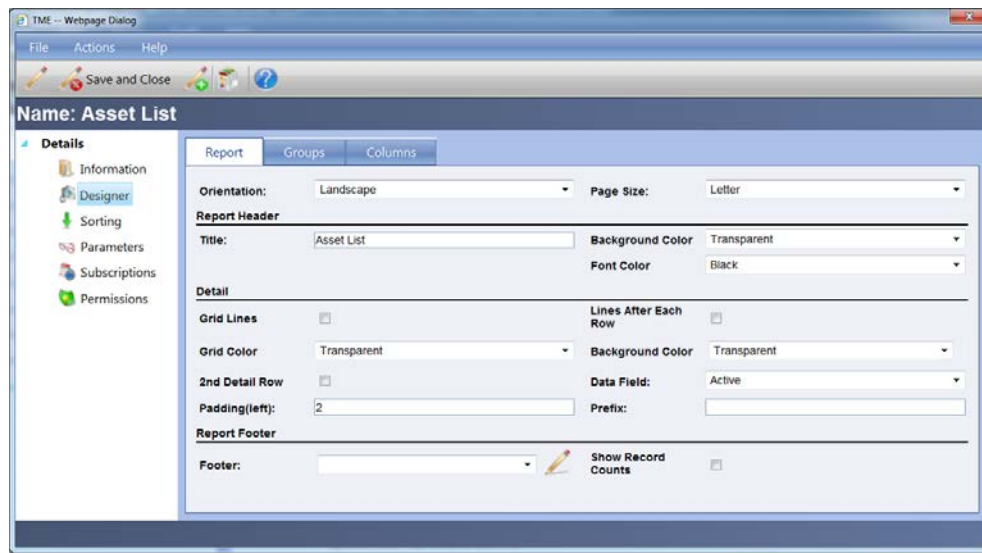 TME -- Webpage Dialog
File Actions Help
Save and Close
Name: Asset List
Details
Information
Designer
Sorting
Parameters
Subscriptions
Permissions
Report Groups Columns
Orientation: Landscape Page Size: Letter
Report Header
Title: Asset List Background Color Transparent
Font Color Black
Detail
Grid Lines Lines After Each Row
Grid Color Transparent Background Color Transparent
2nd Detail Row Data Field: Active
Padding(left): 2 Prefix:
Report Footer
Footer: Show Record Counts